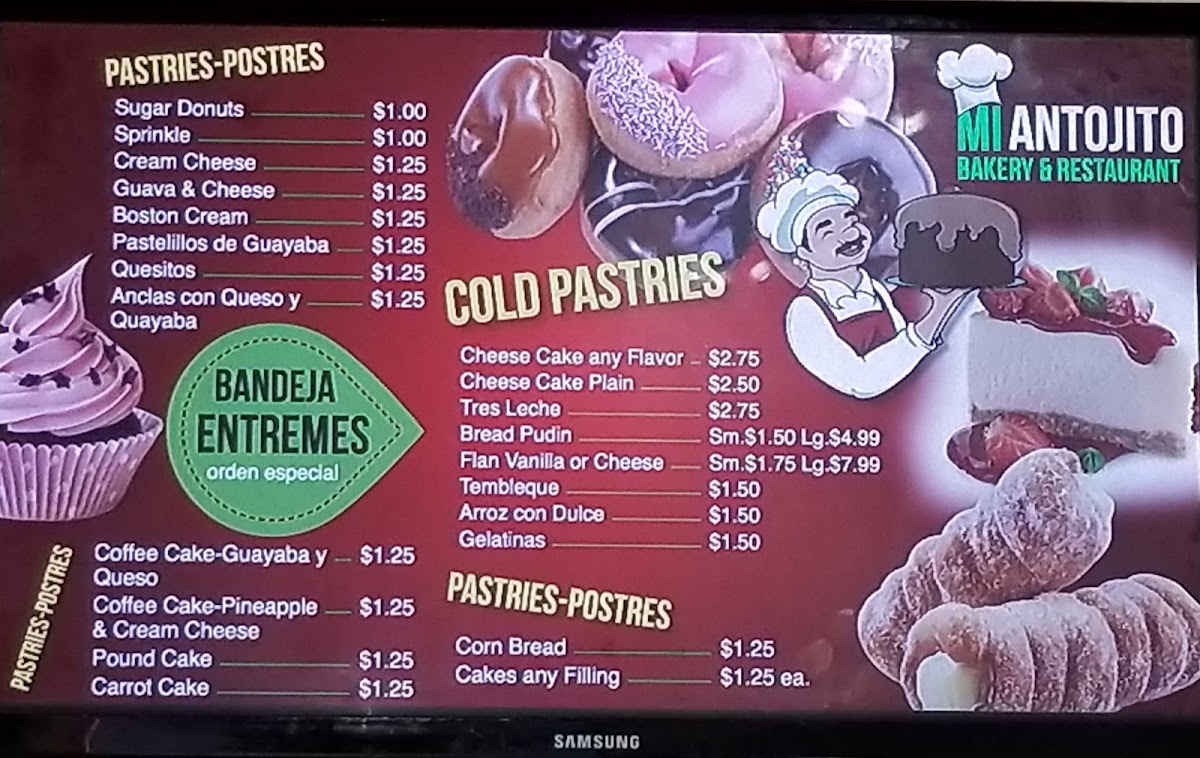 PASTRIES-POSTRES
Sugar Donuts $1.00
Sprinkle $1.00
Cream Cheese $1.25
Guava & Cheese $1.25
Boston Cream $1.25
Pastelillos de Guayaba $1.25
Quesitos $1.25
Anclas con Queso y $1.25
Quayaba
BANDEJA
ENTREMES
orden especial
PASTRIES-POSTRES
Coffee Cake-Guayaba y $1.25
Queso
Coffee Cake-Pineapple $1.25
& Cream Cheese
Pound Cake $1.25
Carrot Cake $1.25
COLD PASTRIES
Cheese Cake any Flavor $2.75
Cheese Cake Plain $2.50
Tres Leche $2.75
Bread Pudin Sm.$1.50 Lg.$4.99
Flan Vanilla or Cheese Sm.$1.75 Lg.$7.99
Tembleque $1.50
Arroz con Dulce $1.50
Gelatinas $1.50
PASTRIES-POSTRES
Corn Bread $1.25
Cakes any Filling $1.25 ea.
MI ANTOJITO
BAKERY & RESTAURANT
SAMSUNG